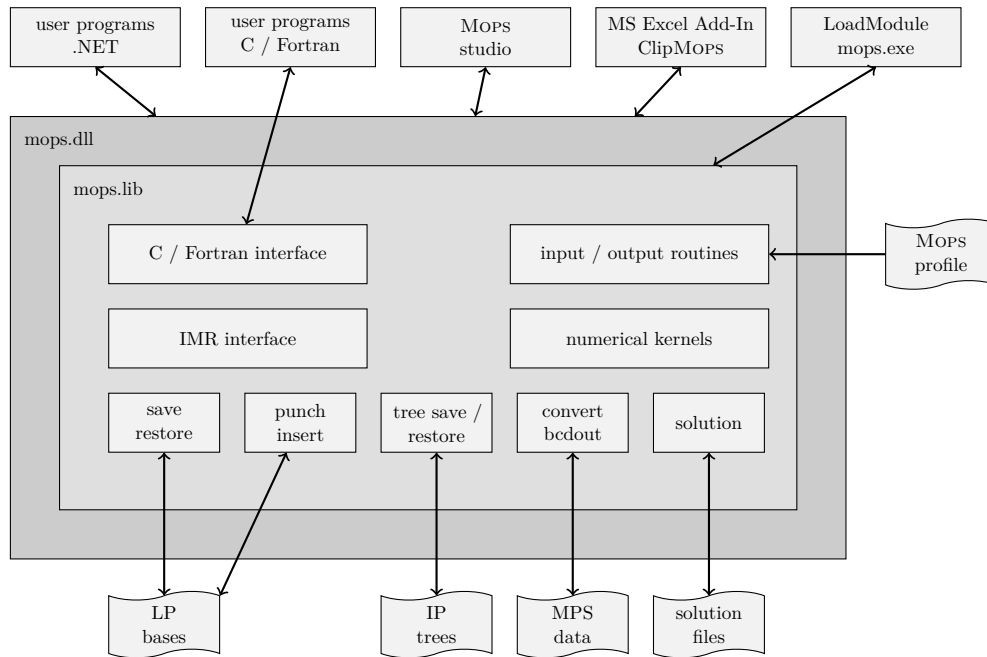 user programs
.NET
user programs
C / Fortran
MOPS
studio
MS Excel Add-In
ClipMOPS
LoadModule
mops.exe
mops.dll
mops.lib
C / Fortran interface
input / output routines
MOPS
profile
IMR interface
numerical kernels
save
restore
punch
insert
tree save /
restore
convert
bcdout
solution
LP
bases
IP
trees
MPS
data
solution
files